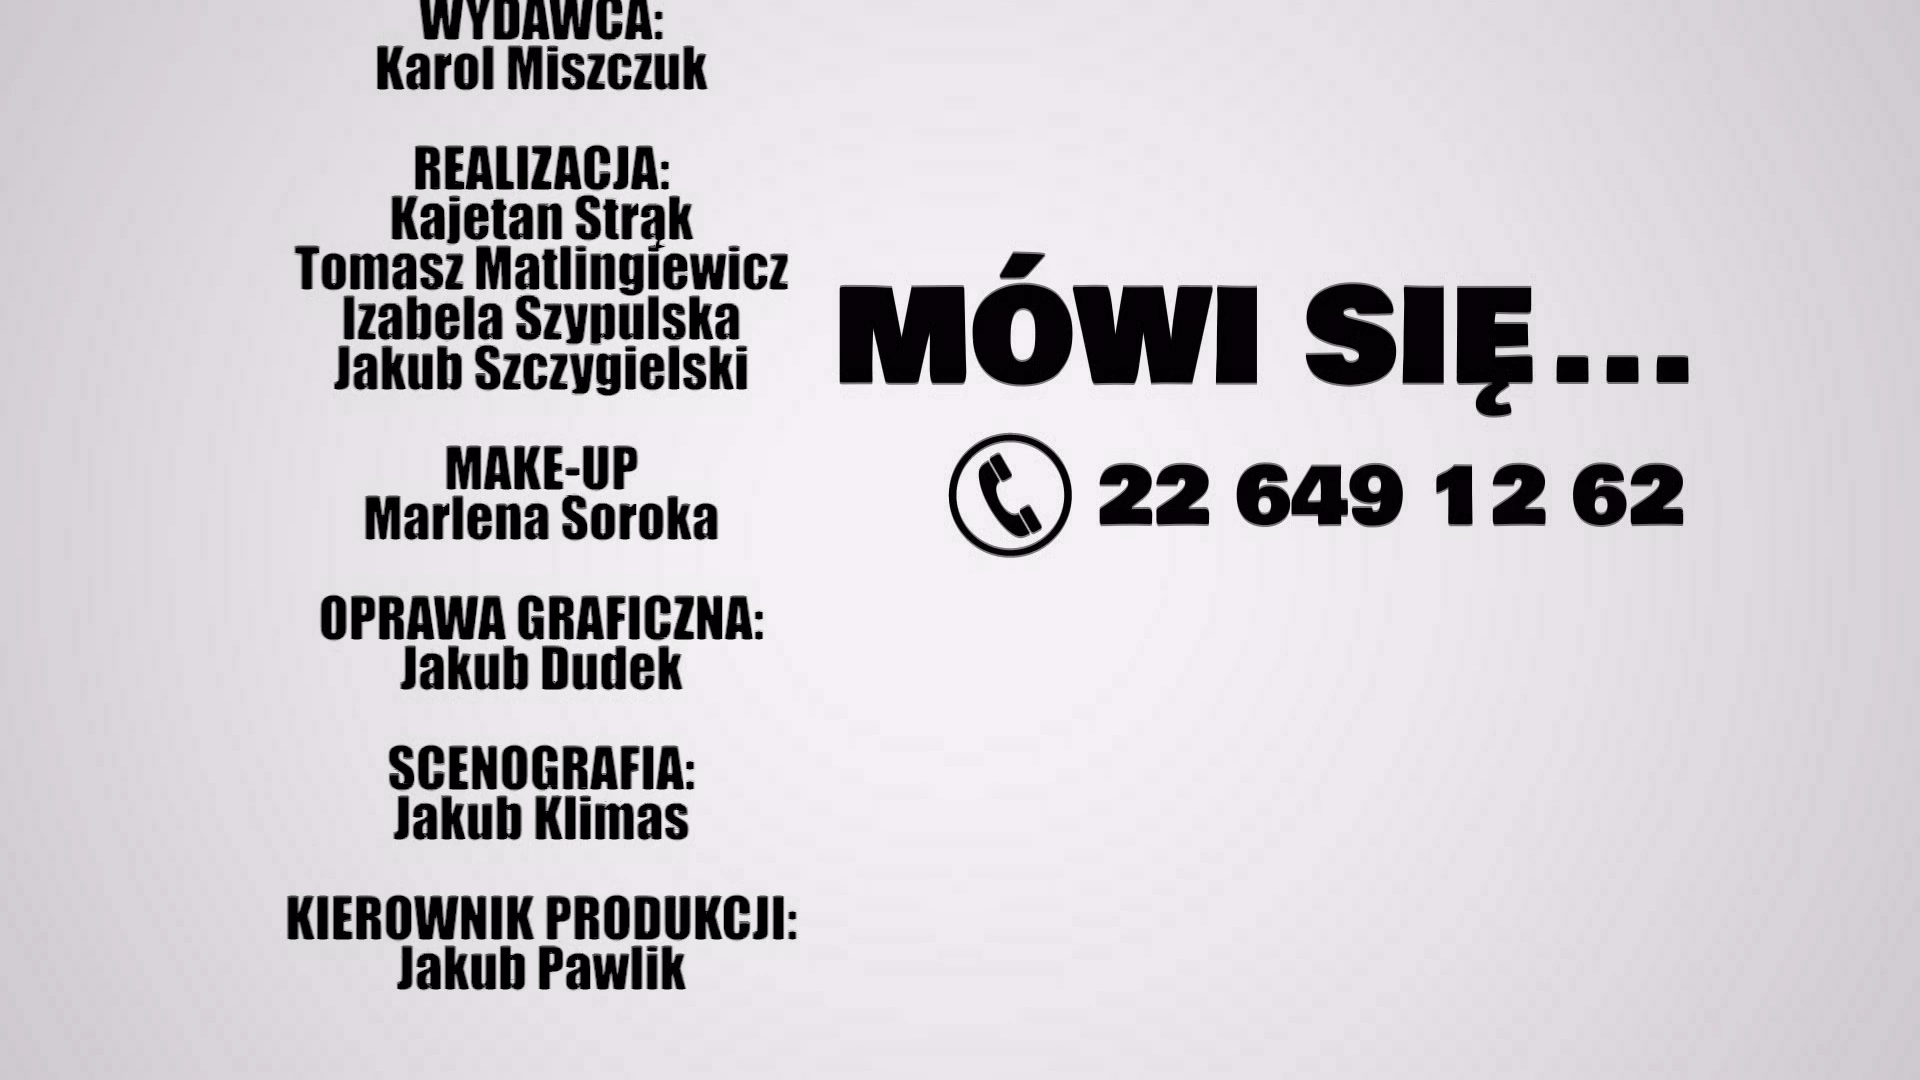 WYDAWCA:
Karol Miszczuk
REALIZACJA:
Kajetan Strąk
Tomasz Matlingiewicz
Izabela Szypulska
Jakub Szczygielski
MAKE-UP
Marlena Soroka
OPRAWA GRAFICZNA:
Jakub Dudek
SCENOGRAFIA:
Jakub Klimas
KIEROWNIK PRODUKCJI:
Jakub Pawlik
MÓWI SIĘ...
22 649 12 62